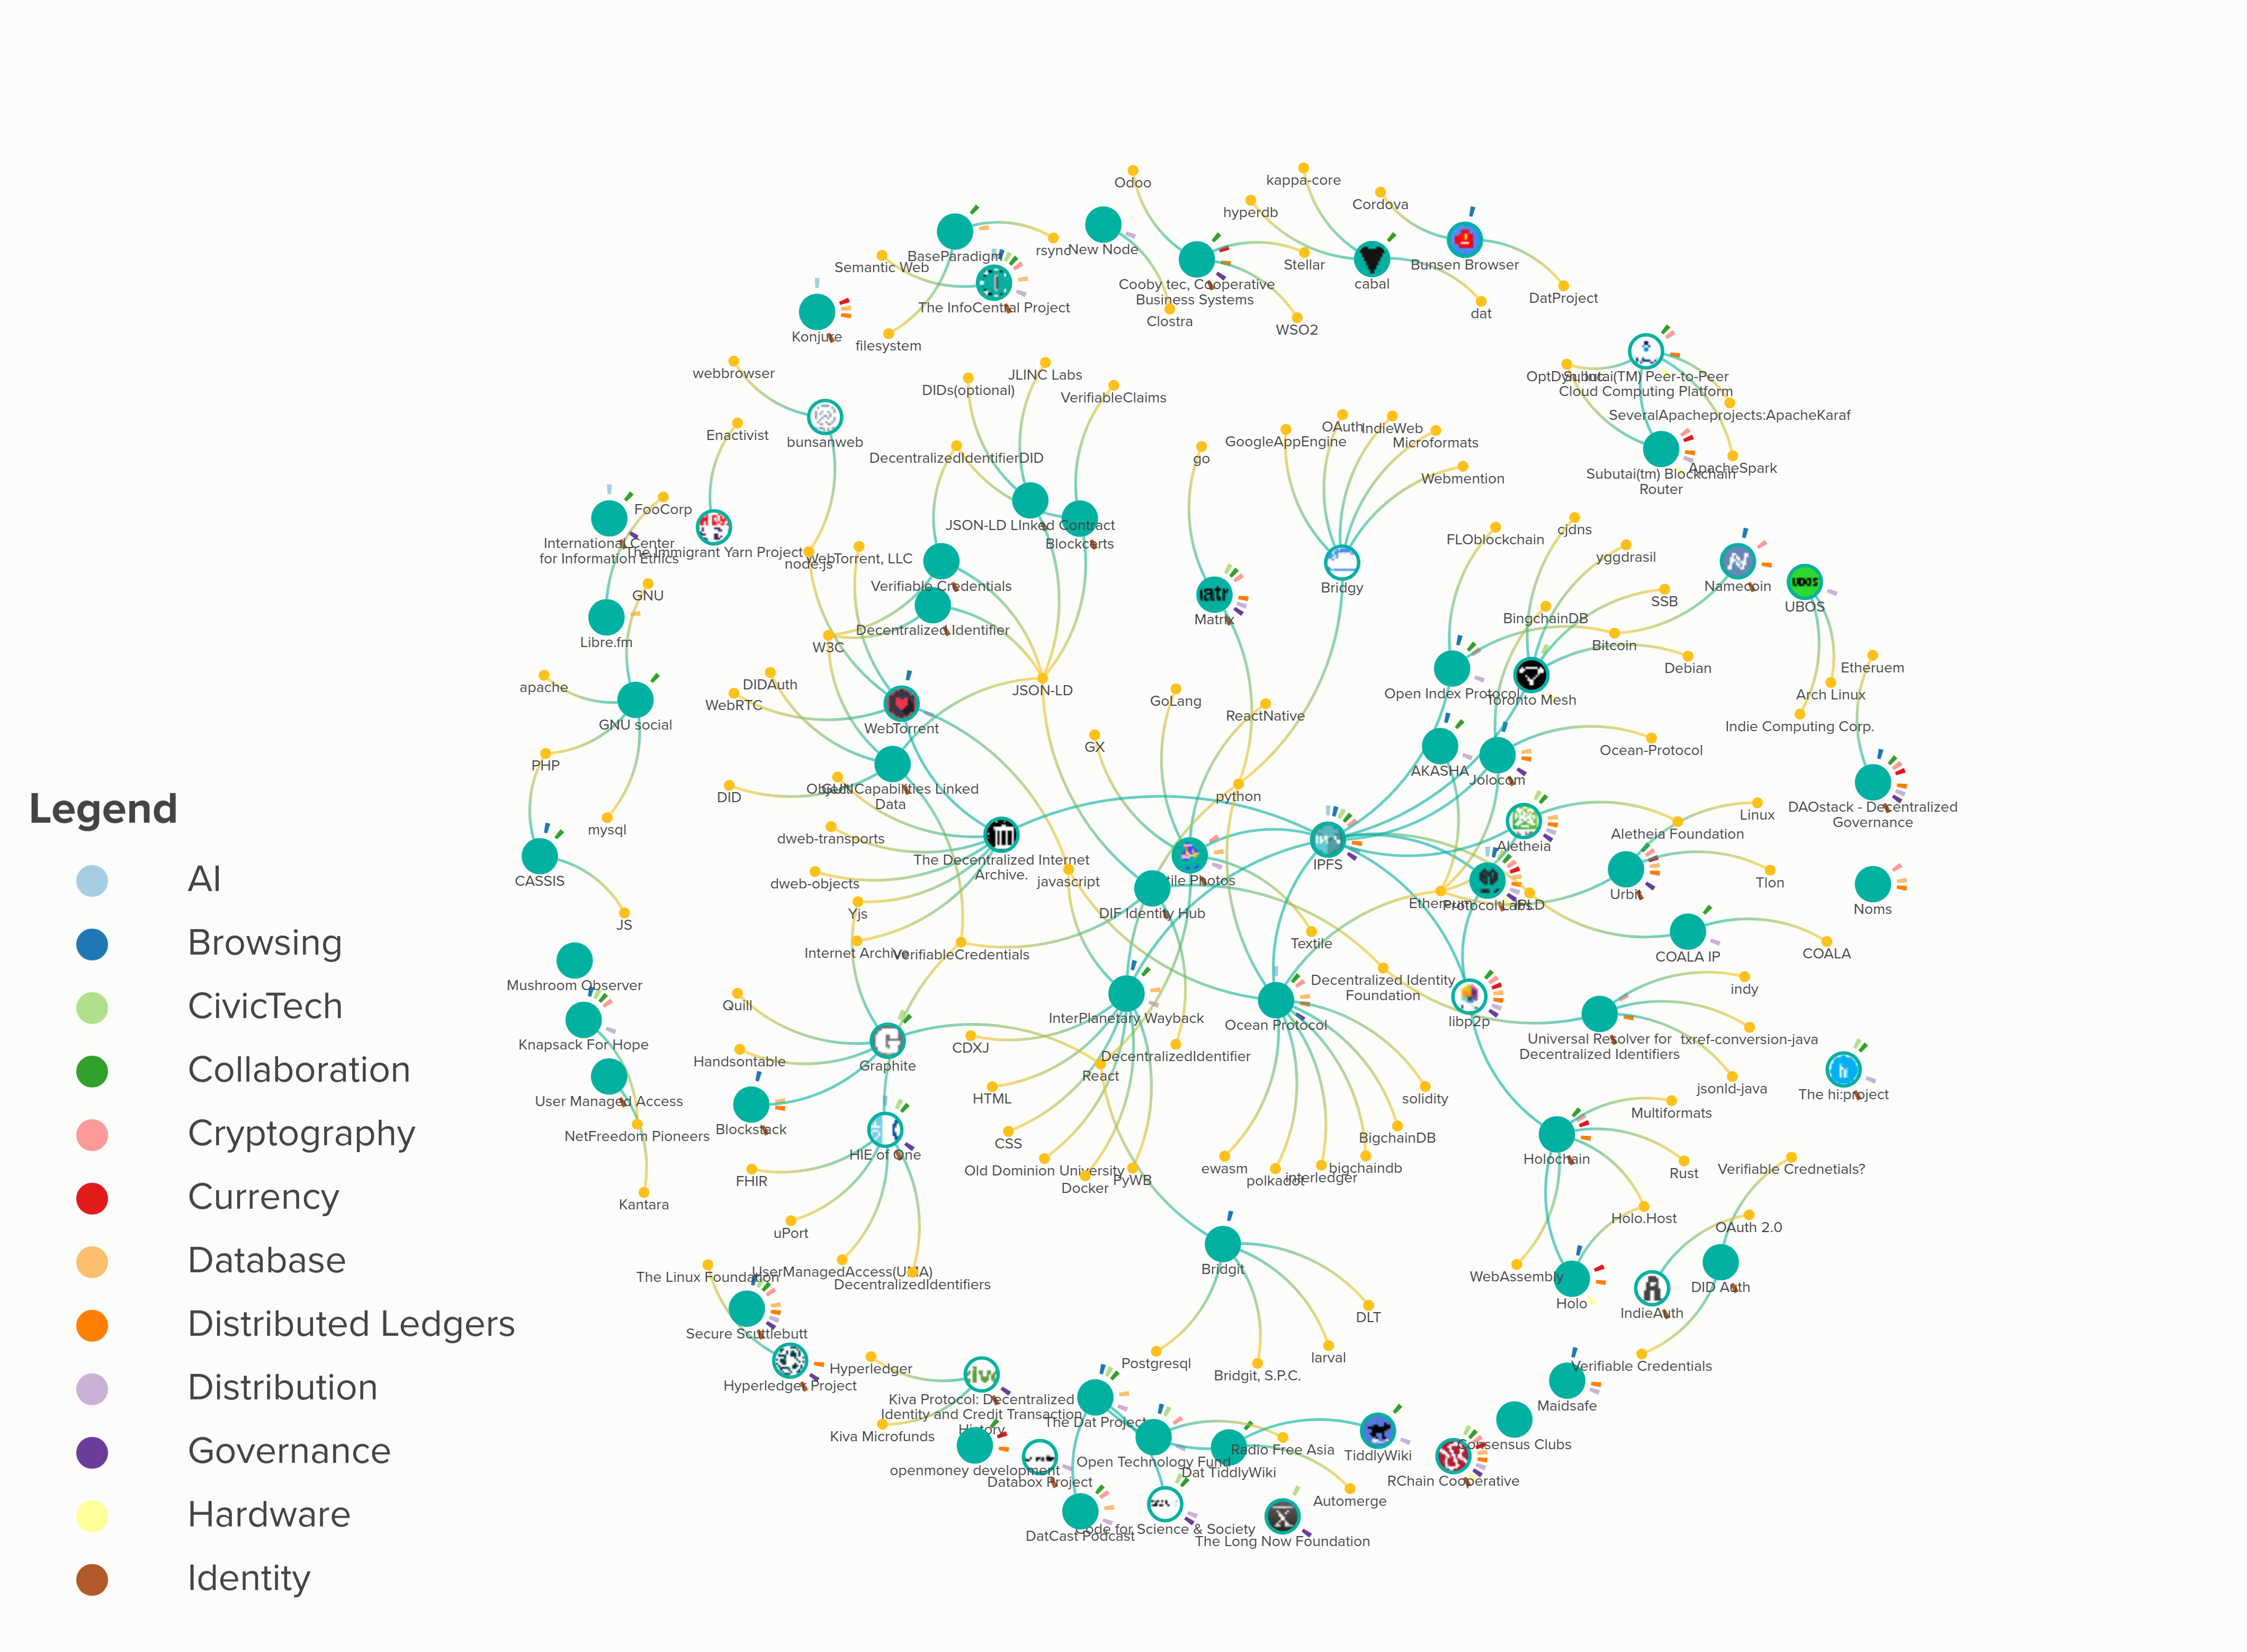 Odoo
kappa-core
Cordova
hyperdb
BaseParadigm
rsync
New Node
Stellar
cabal
Bunsen Browser
Semantic Web
Cooby tec, Cooperative
Business Systems
DatProject
The InfoCentral Project
dat
Clostra
WSO2
Konjure
filesystem
webbrowser
JLINC Labs
DIDs(optional)
VerifiableClaims
OptDyn, Inc.
Subutai(TM) Peer-to-Peer
Cloud Computing Platform
SeveralApacheprojects:ApacheKaraf
Enactivist
bunsanweb
OAuth
IndieWeb
GoogleAppEngine
Microformats
DecentralizedIdentifierDID
go
Webmention
ApacheSpark
Subutai(tm) Blockchain
Router
FooCorp
JSON-LD LInked Contract
Blockcerts
International Center
for Information Ethics
The Immigrant Yarn Project
node.js
WebTorrent, LLC
FLOblockchain
cjdns
yggdrasil
Verifiable Credentials
Bridgy
Namecoin
GNU
SSB
UBOS
Matrix
BingchainDB
Decentralized Identifier
Libre.fm
W3C
Bitcoin
Debian
Etheruem
apache
DIDAuth
JSON-LD
Open Index Protocol
Toronto Mesh
Arch Linux
WebRTC
GoLang
ReactNative
GNU social
WebTorrent
Indie Computing Corp.
GX
Ocean-Protocol
PHP
AKASHA
Jolocom
DID
GUN
Object Capabilities Linked
Data
python
DAOstack - Decentralized
Governance
Legend
mysql
dweb-transports
Linux
Aletheia Foundation
Aletheia
The Decentralized Internet
Archive.
IPFS
CASSIS
dweb-objects
javascript
Textile Photos
Tlon
AI
Urbit
Ethereum
Protocol Labs
IPLD
Noms
Yjs
DIF Identity Hub
JS
Browsing
Internet Archive
VerifiableCredentials
Textile
COALA IP
COALA
Mushroom Observer
Decentralized Identity
Foundation
indy
CivicTech
Quill
InterPlanetary Wayback
Ocean Protocol
libp2p
Knapsack For Hope
Universal Resolver for
Decentralized Identifiers
txref-conversion-java
CDXJ
DecentralizedIdentifier
Handsontable
Graphite
React
Collaboration
jsonld-java
The hi:project
User Managed Access
HTML
solidity
Multiformats
Blockstack
NetFreedom Pioneers
BigchainDB
Cryptography
CSS
HIE of One
Holochain
Old Dominion University
ewasm
bigchaindb
Verifiable Crednetials?
Rust
FHIR
Docker
PyWB
polkadot
interledger
Currency
Kantara
Holo.Host
OAuth 2.0
uPort
Database
The Linux Foundation
UserManagedAccess(UMA)
DecentralizedIdentifiers
Bridgit
WebAssembly
DID Auth
Holo
IndieAuth
Distributed Ledgers
DLT
Secure Scuttlebutt
Postgresql
larval
Hyperledger
Bridgit, S.P.C.
Verifiable Credentials
Distribution
Hyperledger Project
Kiva Protocol: Decentralized
Identity and Credit Transaction
History
Maidsafe
Kiva Microfunds
The Dat Project
Governance
Radio Free Asia
TiddlyWiki
Consensus Clubs
Open Technology Fund
openmoney development
Dat TiddlyWiki
Databox Project
RChain Cooperative
Automerge
Hardware
DatCast Podcast
Code for Science & Society
The Long Now Foundation
Identity